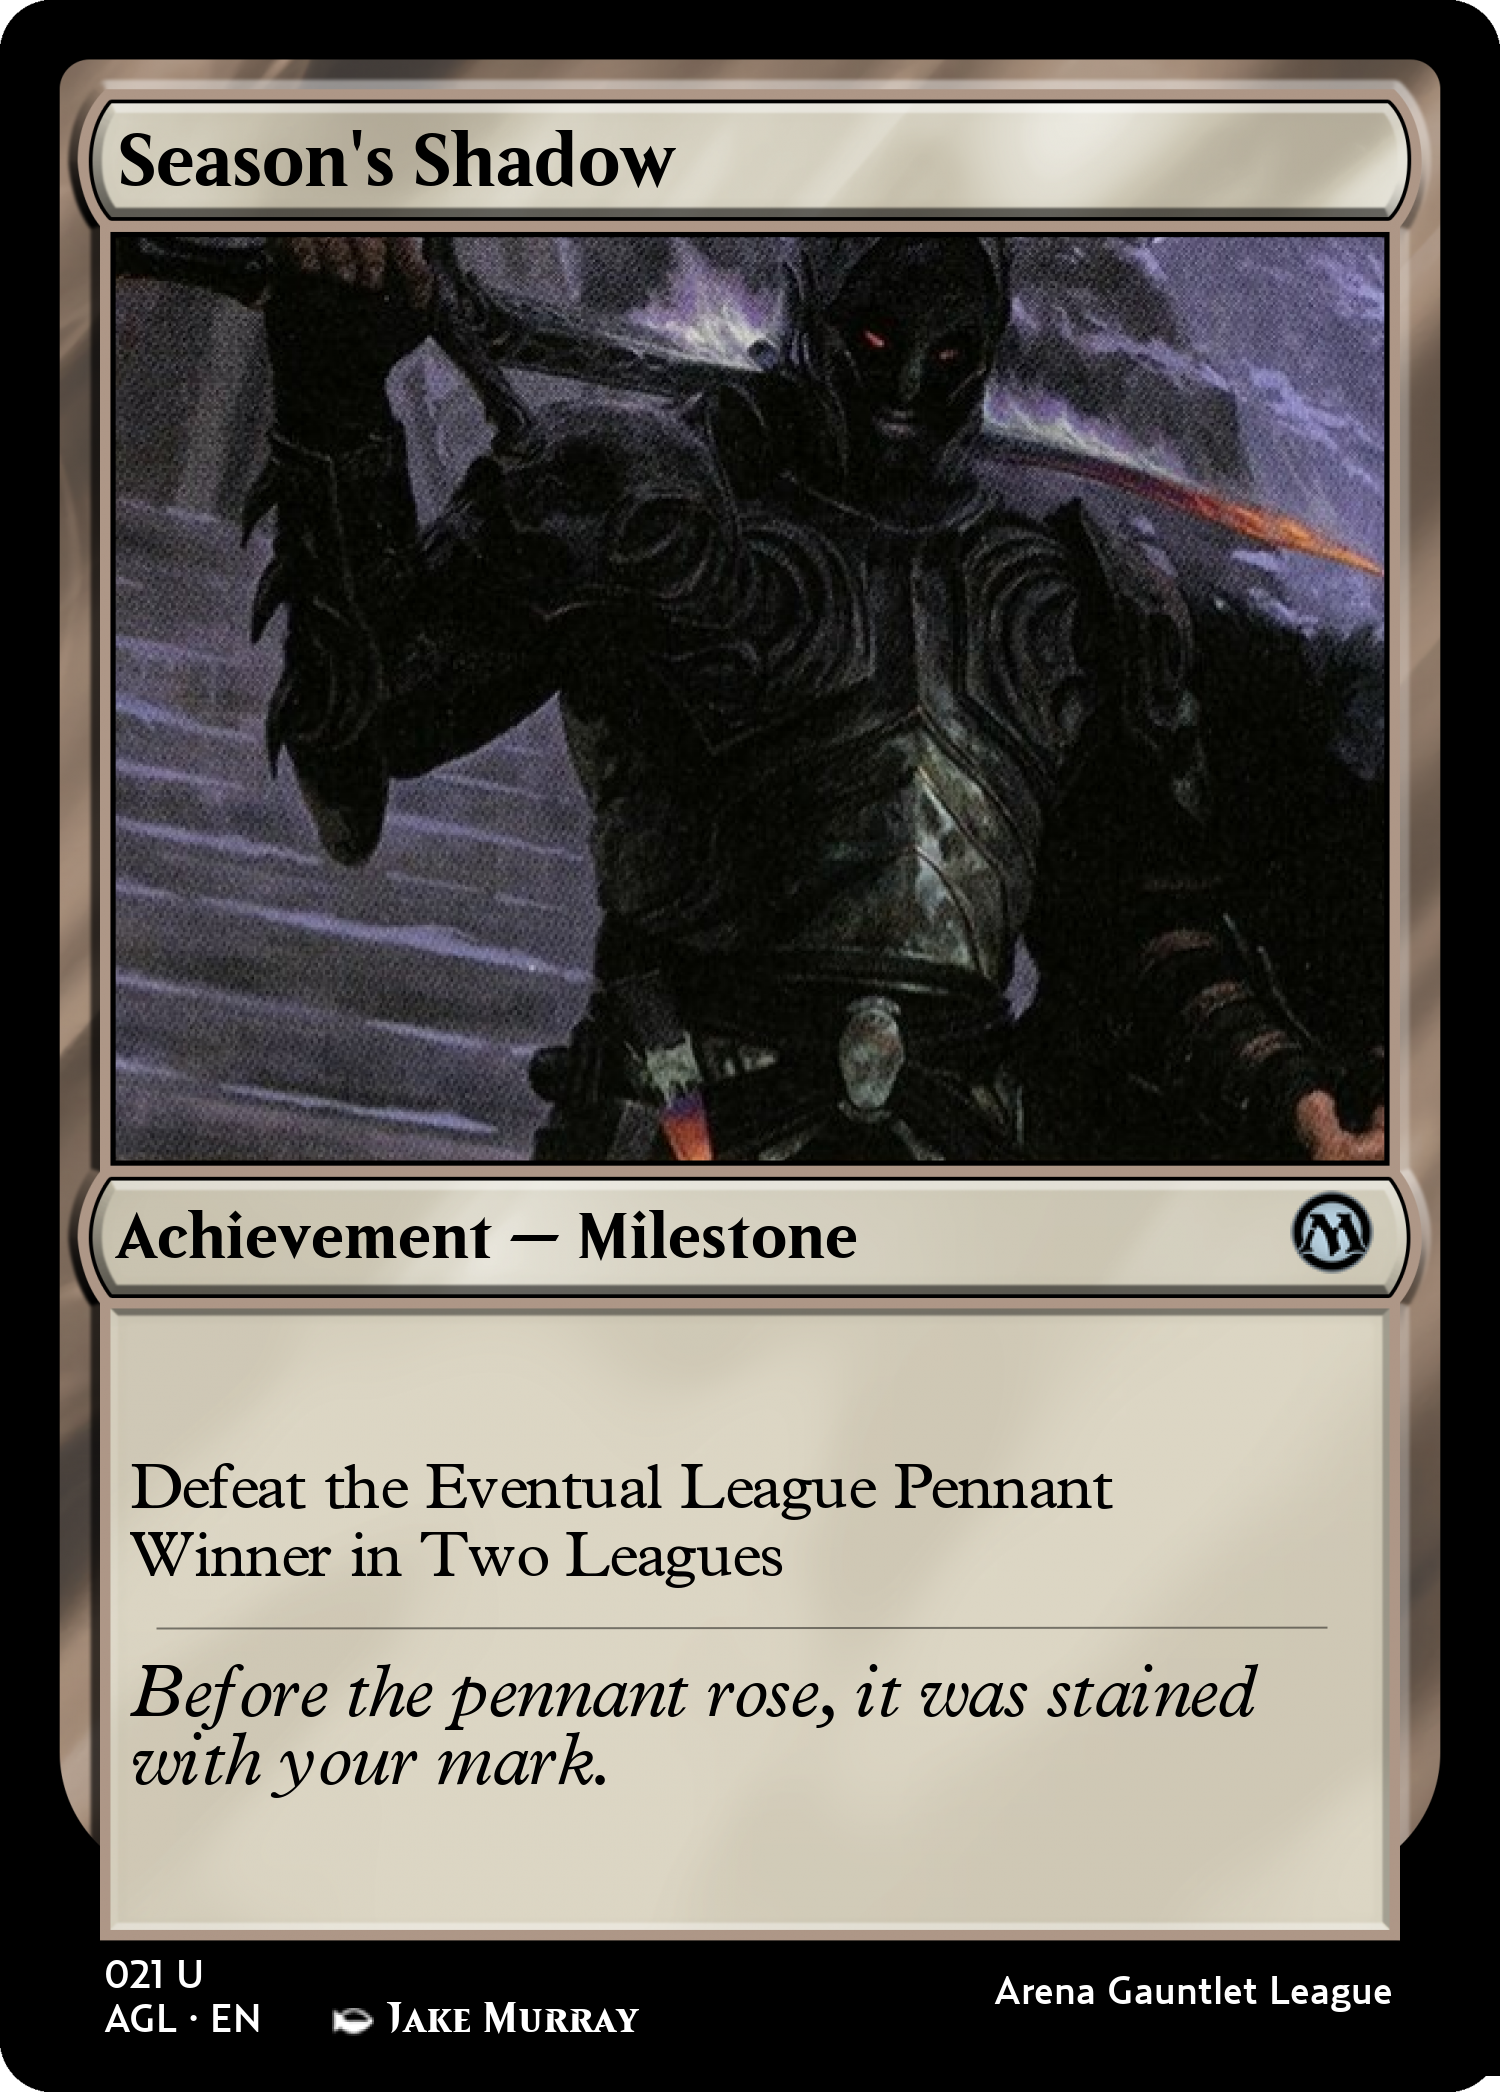 Season's Shadow
Achievement — Milestone
M
Defeat the Eventual League Pennant
Winner in Two Leagues
Before the pennant rose, it was stained
with your mark.
021 U
AGL · EN
Jake Murray
Arena Gauntlet League